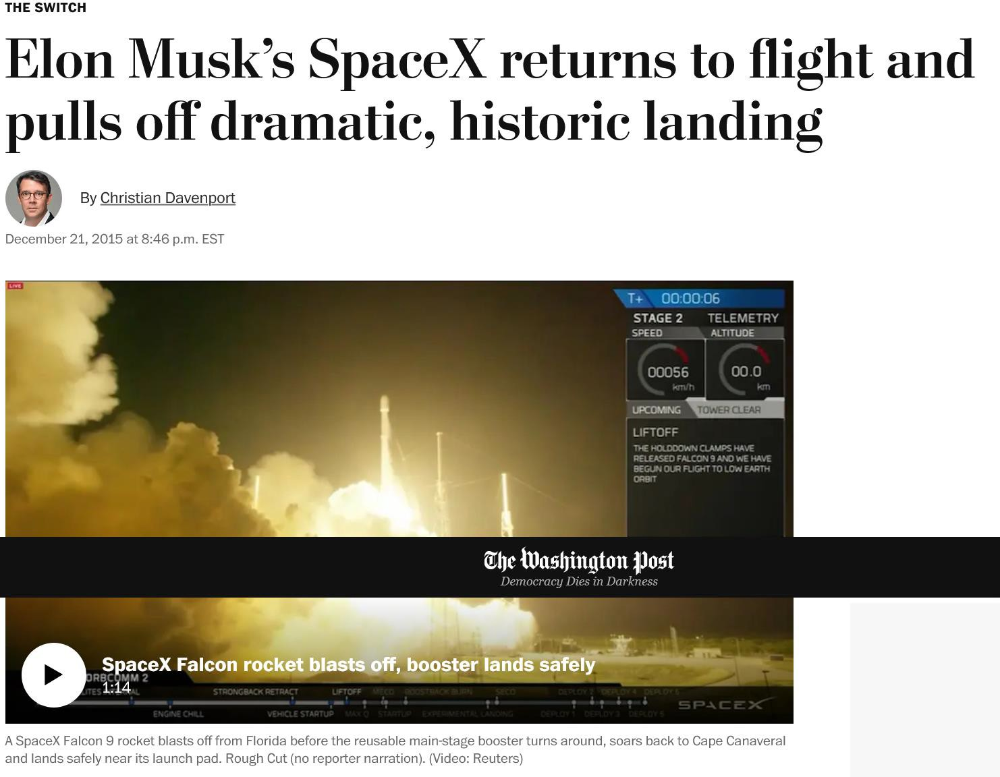 THE SWITCH
Elon Musk’s SpaceX returns to flight and
pulls off dramatic, historic landing
By Christian Davenport
December 21, 2015 at 8:46 p.m. EST
LIVE
T+ 00:00:06
STAGE 2 TELEMETRY
SPEED ALTITUDE
00056 00.0
km/h km
UPCOMING TOWER CLEAR
LIFTOFF
THE HOLDDOWN CLAMPS HAVE
RELEASED FALCON 9 AND WE HAVE
BEGUN OUR FLIGHT TO LOW EARTH
ORBIT
The Washington Post
Democracy Dies in Darkness
SpaceX Falcon rocket blasts off, booster lands safely
ORBCOMM 2
1:14
STRONGBACK RETRACT LIFTOFF MECO BOOSTBACK BURN SECO DEPLOY 2 DEPLOY 4 DEPLOY 6
SPACEX
ENGINE CHILL VEHICLE STARTUP MAX Q STARTUP EXPERIMENTAL LANDING DEPLOY 1 DEPLOY 3 DEPLOY 5
A SpaceX Falcon 9 rocket blasts off from Florida before the reusable main-stage booster turns around, soars back to Cape Canaveral
and lands safely near its launch pad. Rough Cut (no reporter narration). (Video: Reuters)